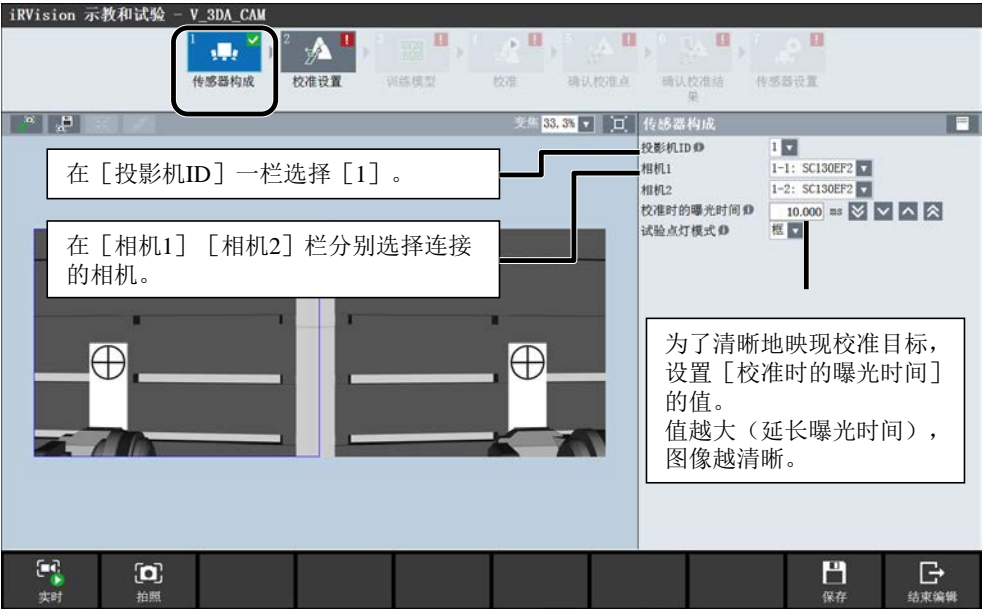 iRVision 示教和试验 - V_3DA_CAM
1 传感器构成
2 校准设置
3 训练模型
4 校准
5 确认校准点
6 确认校准结果
7 传感器设置
变焦 33.3%
传感器构成
投影机ID 1
相机1 1-1: SC130EF2
相机2 1-2: SC130EF2
校准时的曝光时间 10.000 ms
试验点灯模式 框
在［投影机ID］一栏选择［1］。
在［相机1］［相机2］栏分别选择连接
的相机。
为了清晰地映现校准目标，
设置［校准时的曝光时间］
的值。
值越大（延长曝光时间），
图像越清晰。
实时
拍照
保存
结束编辑